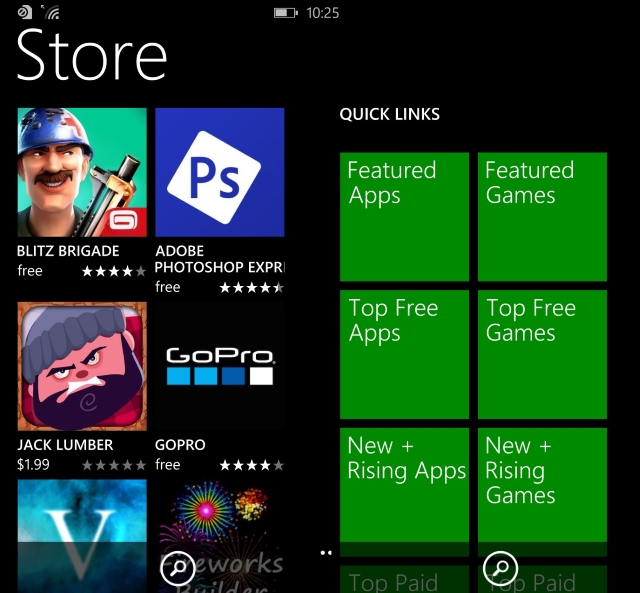 10:25
Store
BLITZ BRIGADE
free
Ps
ADOBE
PHOTOSHOP EXPR
free
JACK LUMBER
$1.99
GoPro
GOPRO
free
V
Fireworks
Builder
QUICK LINKS
Featured
Apps
Featured
Games
Top Free
Apps
Top Free
Games
New +
Rising Apps
New +
Rising
Games
Top Paid
Top Paid